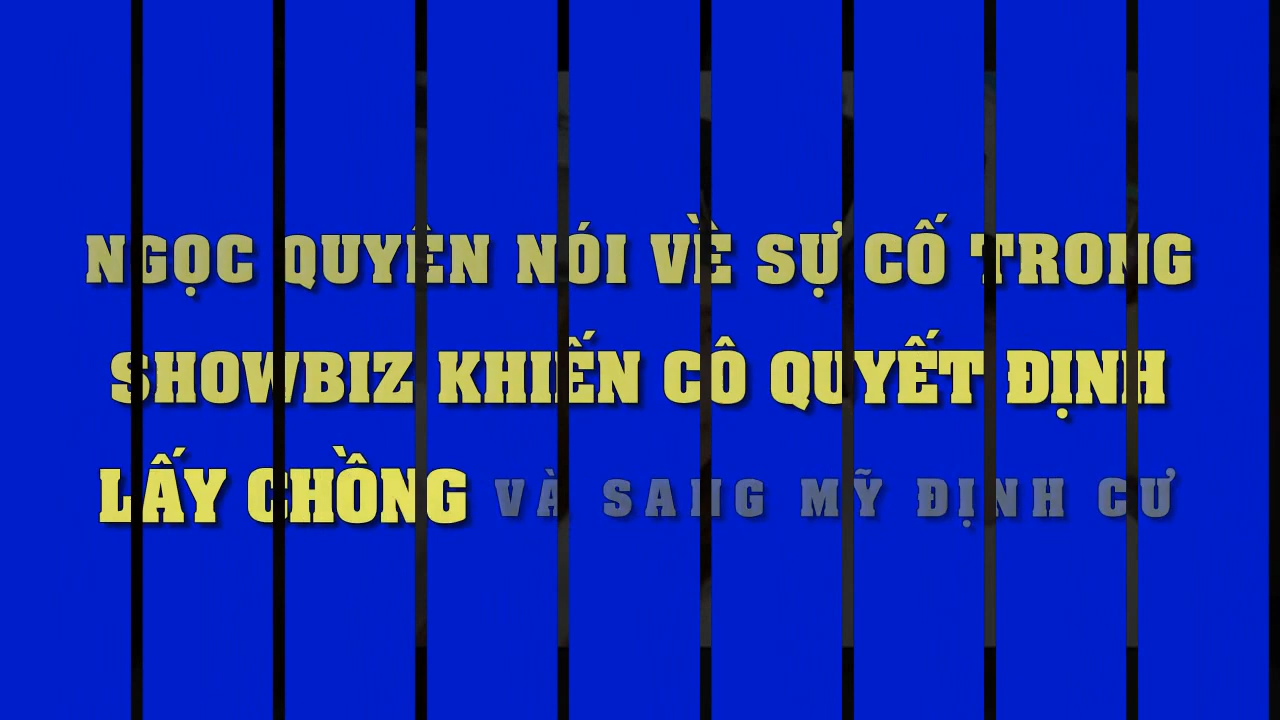 NGỌC QUYÊN NÓI VỀ SỰ CỐ TRONG
SHOWBIZ KHIẾN CÔ QUYẾT ĐỊNH
LẤY CHỒNG VÀ SANG MỸ ĐỊNH CƯ